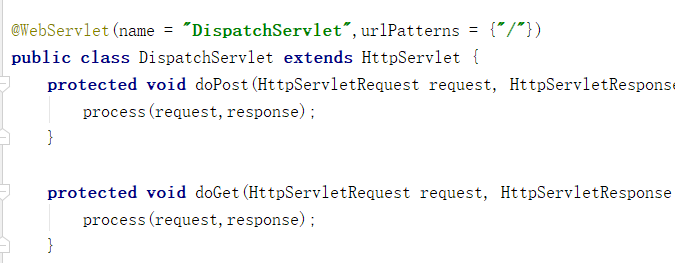 @WebServlet(name = "DispatchServlet",urlPatterns = {"/"})
public class DispatchServlet extends HttpServlet {
protected void doPost(HttpServletRequest request, HttpServletResponse
process(request,response);
}
protected void doGet(HttpServletRequest request, HttpServletResponse
process(request,response);
}